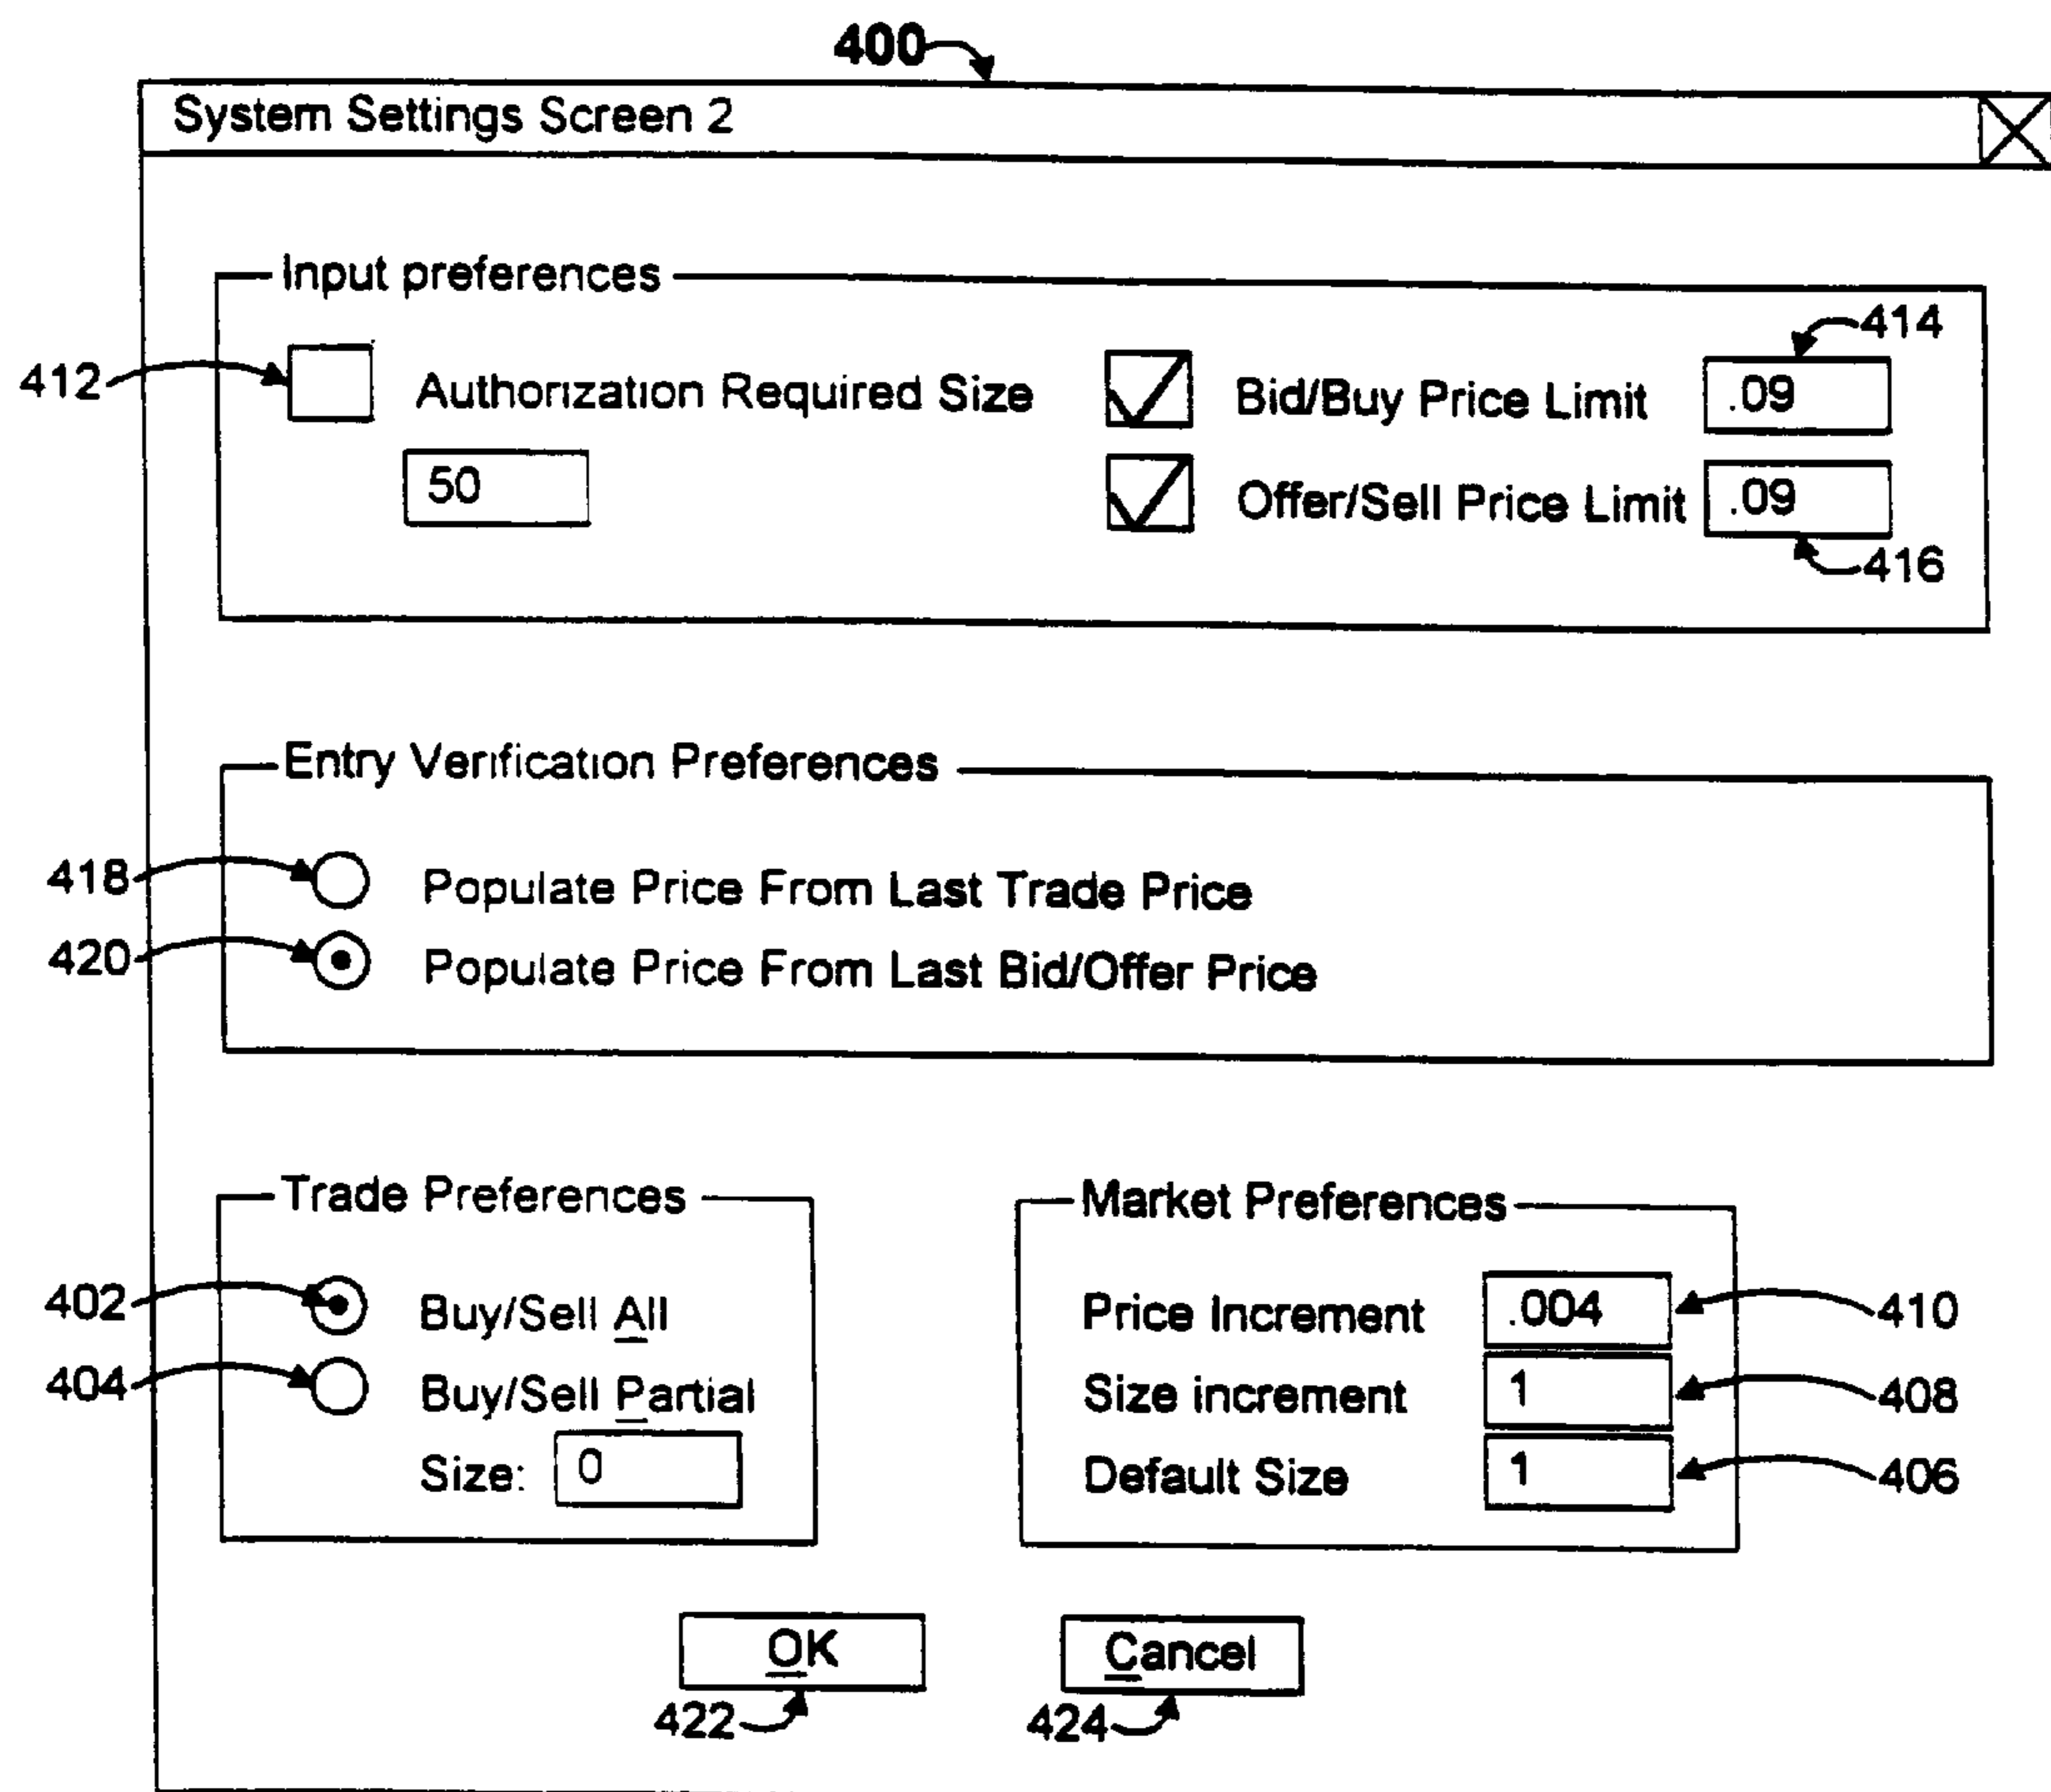 400
System Settings Screen 2
Input preferences
414
412 Authorization Required Size Bid/Buy Price Limit .09
50 Offer/Sell Price Limit .09
416
Entry Verification Preferences
418 Populate Price From Last Trade Price
420 Populate Price From Last Bid/Offer Price
Trade Preferences
402 Buy/Sell All
404 Buy/Sell Partial
Size: 0
Market Preferences
Price Increment .004 410
Size increment 1 408
Default Size 1 406
OK Cancel
422 424